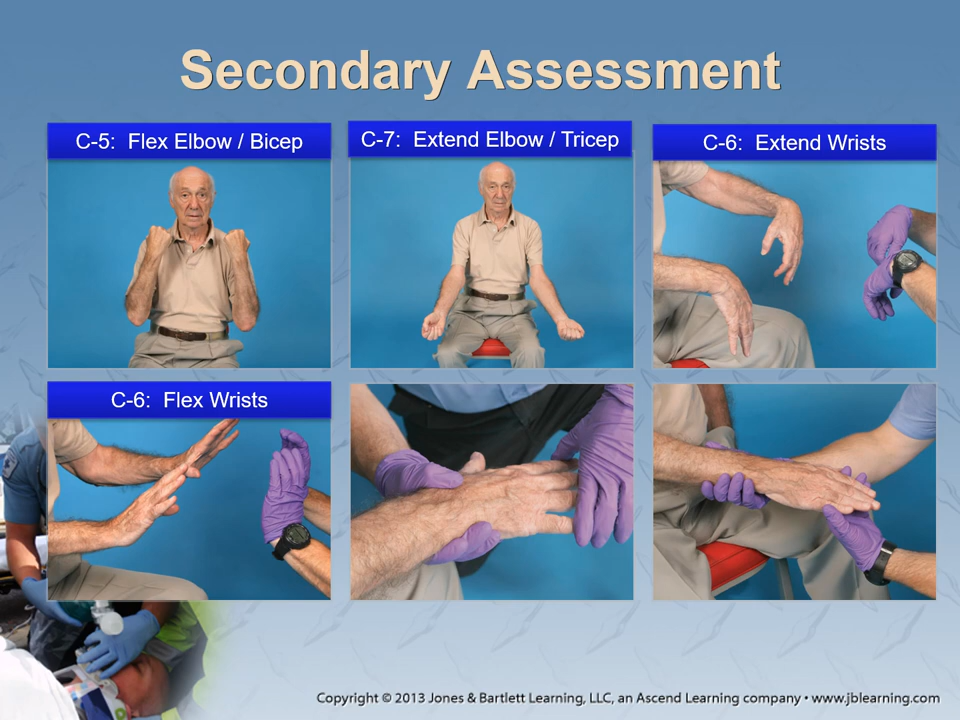 Secondary Assessment
C-5: Flex Elbow / Bicep
C-7: Extend Elbow / Tricep
C-6: Extend Wrists
C-6: Flex Wrists
Copyright © 2013 Jones & Bartlett Learning, LLC, an Ascend Learning company • www.jblearning.com